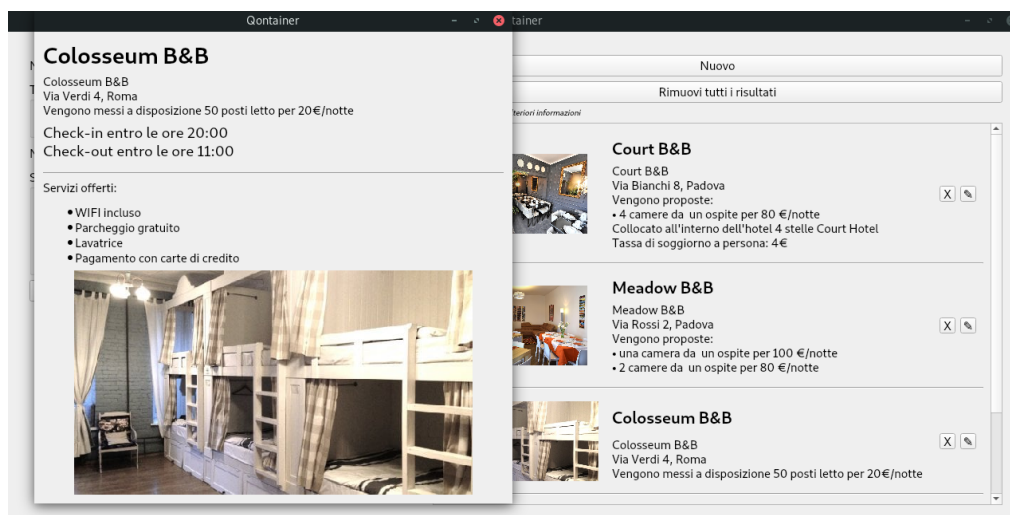 Qontainer
Colosseum B&B
Colosseum B&B
Via Verdi 4, Roma
Vengono messi a disposizione 50 posti letto per 20€/notte
Check-in entro le ore 20:00
Check-out entro le ore 11:00
Servizi offerti:
• WIFI incluso
• Parcheggio gratuito
• Lavatrice
• Pagamento con carte di credito
tainer
Nuovo
Rimuovi tutti i risultati
teriori informazioni
Court B&B
Court B&B
Via Bianchi 8, Padova
Vengono proposte:
• 4 camere da un ospite per 80 €/notte
Collocato all'interno dell'hotel 4 stelle Court Hotel
Tassa di soggiorno a persona: 4€
X
Meadow B&B
Meadow B&B
Via Rossi 2, Padova
Vengono proposte:
• una camera da un ospite per 100 €/notte
• 2 camere da un ospite per 80 €/notte
X
Colosseum B&B
Colosseum B&B
Via Verdi 4, Roma
Vengono messi a disposizione 50 posti letto per 20€/notte
X